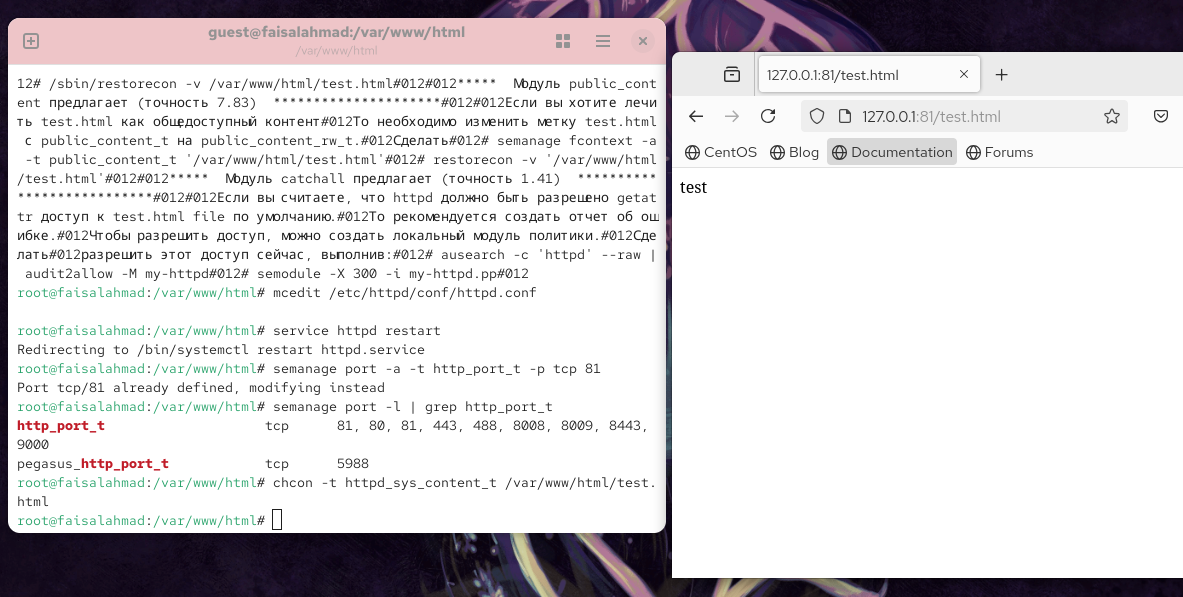 guest@faisalahmad:/var/www/html
/var/www/html
12# /sbin/restorecon -v /var/www/html/test.html#012#012*****  Модуль public_cont
ent предлагает (точность 7.83)  *********************#012#012Если вы хотите лечи
ть test.html как общедоступный контент#012То необходимо изменить метку test.html
 с public_content_t на public_content_rw_t.#012Сделать#012# semanage fcontext -a
 -t public_content_t '/var/www/html/test.html'#012# restorecon -v '/var/www/html
/test.html'#012#012*****  Модуль catchall предлагает (точность 1.41)  **********
*****************#012#012Если вы считаете, что httpd должно быть разрешено getat
tr доступ к test.html file по умолчанию.#012То рекомендуется создать отчет об ош
ибке.#012Чтобы разрешить доступ, можно создать локальный модуль политики.#012Сде
лать#012разрешить этот доступ сейчас, выполнив:#012# ausearch -c 'httpd' --raw |
 audit2allow -M my-httpd#012# semodule -X 300 -i my-httpd.pp#012
root@faisalahmad:/var/www/html# mcedit /etc/httpd/conf/httpd.conf
root@faisalahmad:/var/www/html# service httpd restart
Redirecting to /bin/systemctl restart httpd.service
root@faisalahmad:/var/www/html# semanage port -a -t http_port_t -p tcp 81
Port tcp/81 already defined, modifying instead
root@faisalahmad:/var/www/html# semanage port -l | grep http_port_t
http_port_t                    tcp      81, 80, 81, 443, 488, 8008, 8009, 8443,
9000
pegasus_http_port_t            tcp      5988
root@faisalahmad:/var/www/html# chcon -t httpd_sys_content_t /var/www/html/test.
html
root@faisalahmad:/var/www/html#
127.0.0.1:81/test.html
127.0.0.1:81/test.html
CentOS Blog Documentation Forums
test